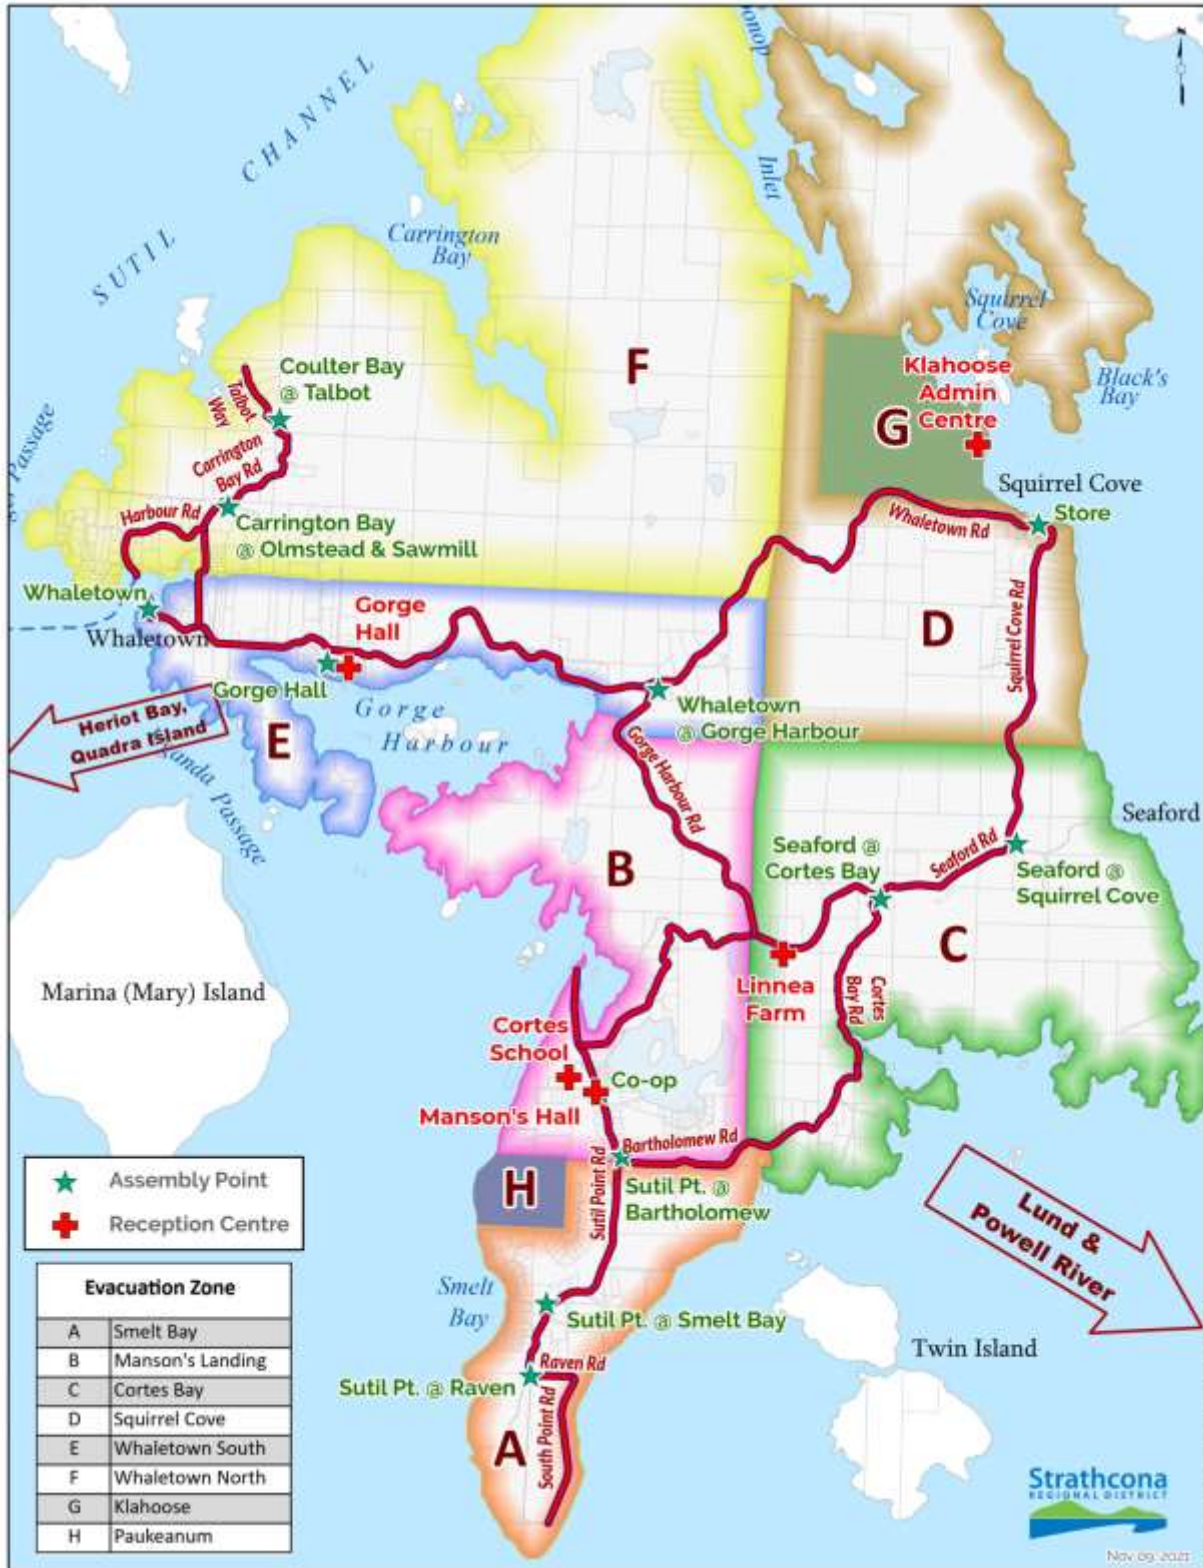 SUTIL CHANNEL
Inlet
Carrington
Bay
Squirrel
Cove
Black's
Bay
F
Klahoose
Admin
Centre
G
Coulter Bay
@ Talbot
Talbot
Way
Carrington
Bay Rd
Harbour Rd
Carrington Bay
@ Olmstead & Sawmill
Squirrel Cove
Store
Whaletown Rd
Whaletown
Whaletown
Gorge
Hall
Gorge Hall
Gorge
Harbour
D
Squirrel Cove Rd
Whaletown
@ Gorge Harbour
Heriot Bay,
Quadra Island
E
Passage
Passage
Gorge Harbour Rd
B
Seaford @
Cortes Bay
Seaford Rd
Seaford
Seaford @
Squirrel Cove
C
Marina (Mary) Island
Linnea
Farm
Cortes
Bay Rd
Cortes
School
Co-op
Manson's Hall
Bartholomew Rd
H
Sutil Point Rd
Sutil Pt. @
Bartholomew
Lund &
Powell River
Smelt
Bay
Sutil Pt. @ Smelt Bay
Raven Rd
Sutil Pt. @ Raven
South Point Rd
A
Twin Island
Assembly Point
Reception Centre
Evacuation Zone
A Smelt Bay
B Manson's Landing
C Cortes Bay
D Squirrel Cove
E Whaletown South
F Whaletown North
G Klahoose
H Paukeanum
Strathcona
REGIONAL DISTRICT
Nov 09 2021